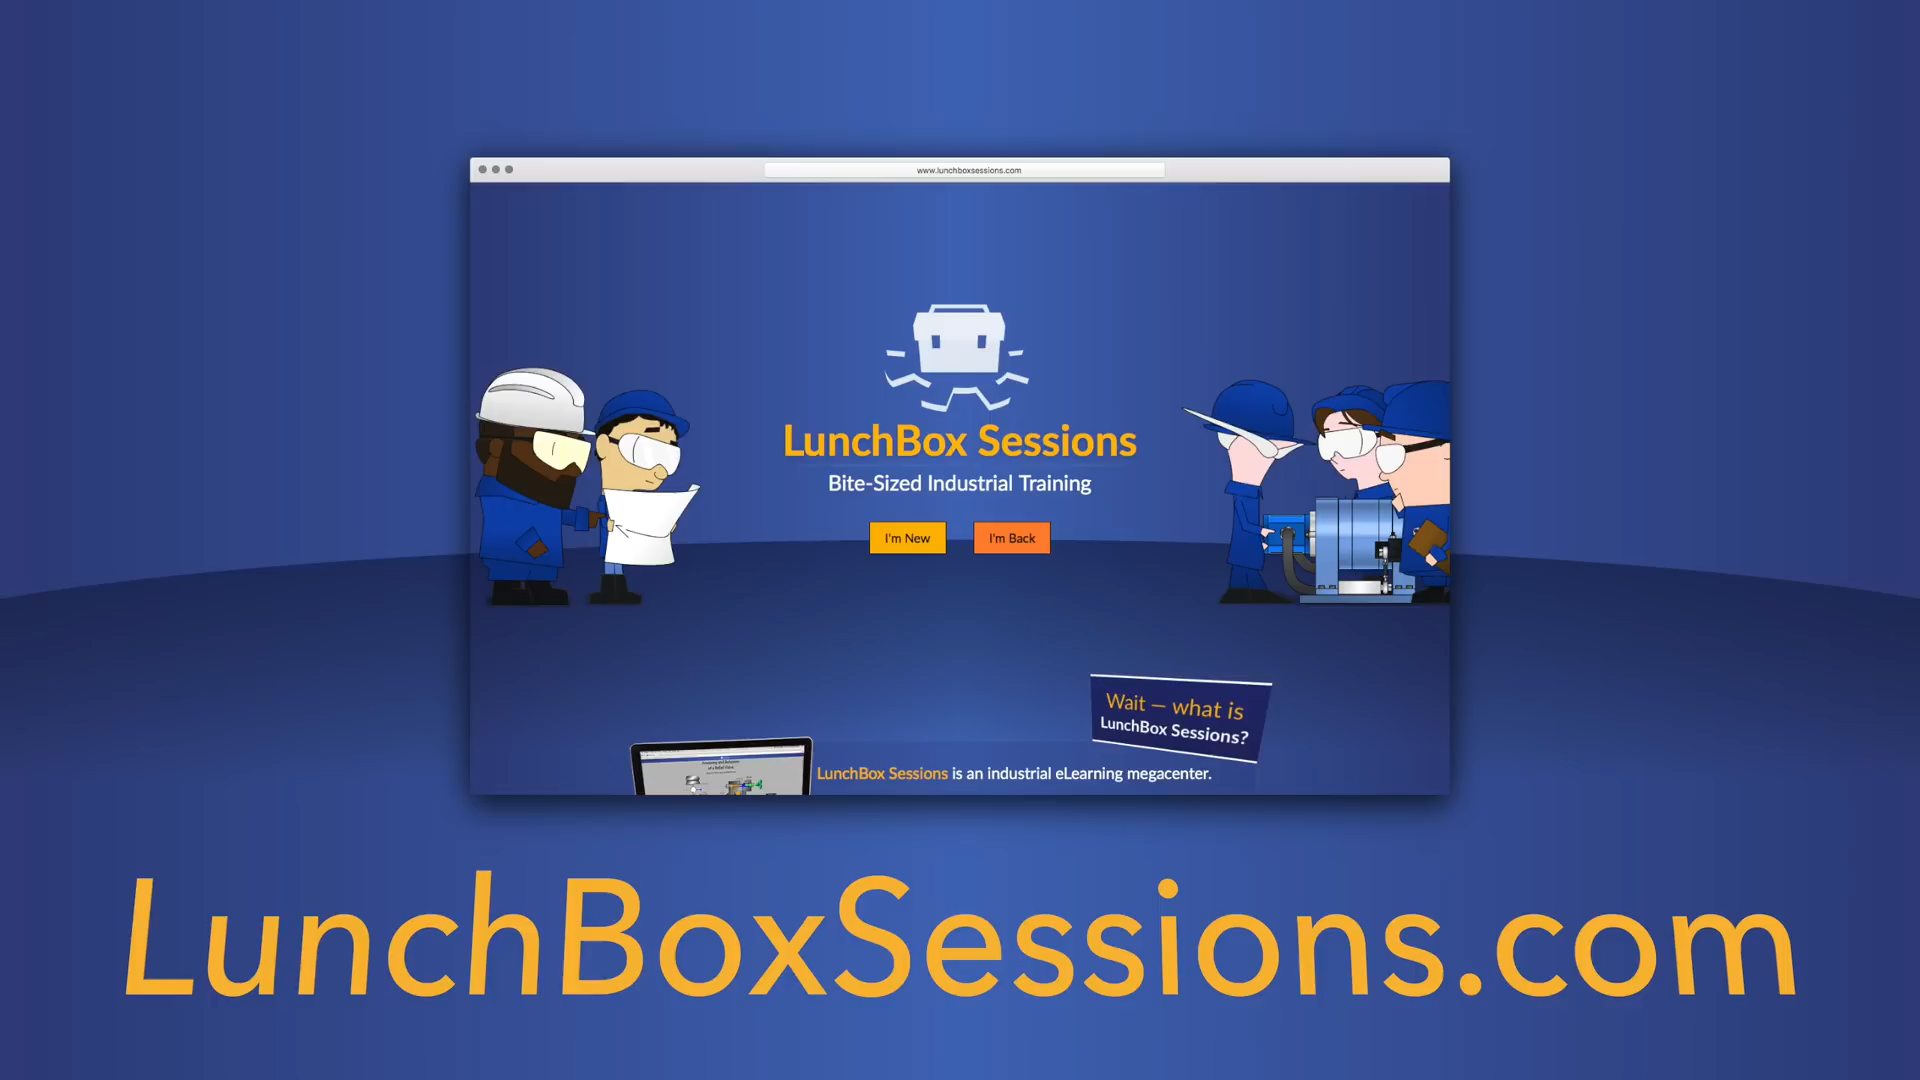 www.lunchboxsessions.com
LunchBox Sessions
Bite-Sized Industrial Training
I'm New
I'm Back
Wait — what is
LunchBox Sessions?
LunchBox Sessions is an industrial eLearning megacenter.
LunchBoxSessions.com